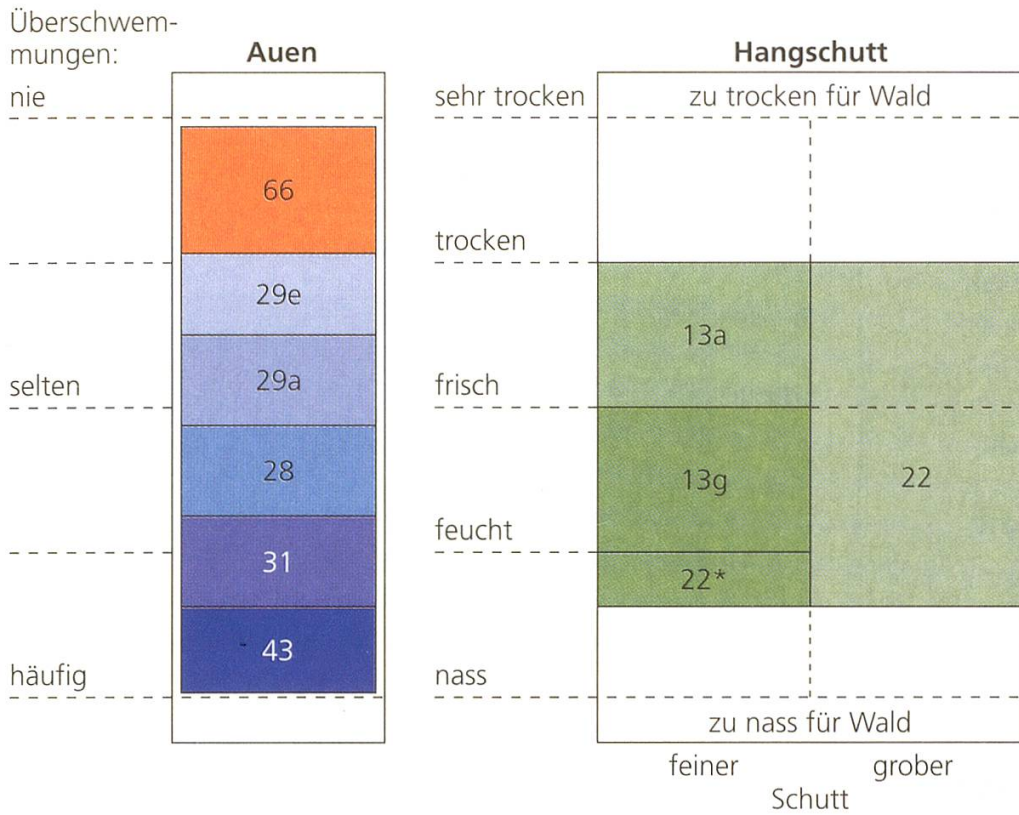 Überschwem-
mungen:
Auen
nie
66
29e
29a
selten
28
31
43
häufig
Hangschutt
sehr trocken
zu trocken für Wald
trocken
13a
frisch
13g
22
feucht
22*
nass
zu nass für Wald
feiner
grober
Schutt